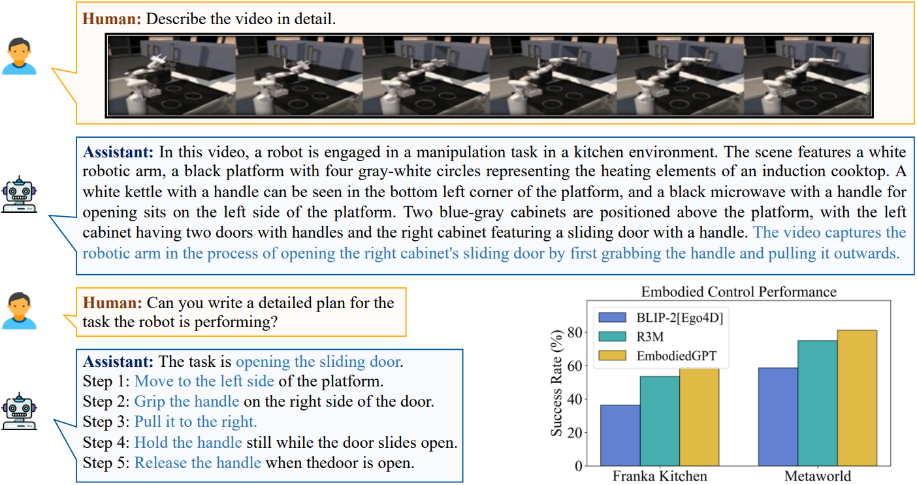 Human: Describe the video in detail.
Assistant: In this video, a robot is engaged in a manipulation task in a kitchen environment. The scene features a white
robotic arm, a black platform with four gray-white circles representing the heating elements of an induction cooktop. A
white kettle with a handle can be seen in the bottom left corner of the platform, and a black microwave with a handle for
opening sits on the left side of the platform. Two blue-gray cabinets are positioned above the platform, with the left
cabinet having two doors with handles and the right cabinet featuring a sliding door with a handle. The video captures the
robotic arm in the process of opening the right cabinet's sliding door by first grabbing the handle and pulling it outwards.
Human: Can you write a detailed plan for the
task the robot is performing?
Assistant: The task is opening the sliding door.
Step 1: Move to the left side of the platform.
Step 2: Grip the handle on the right side of the door.
Step 3: Pull it to the right.
Step 4: Hold the handle still while the door slides open.
Step 5: Release the handle when thedoor is open.
Embodied Control Performance
BLIP-2[Ego4D]
R3M
EmbodiedGPT
Success Rate (%)
80
60
40
20
0
Franka Kitchen
Metaworld